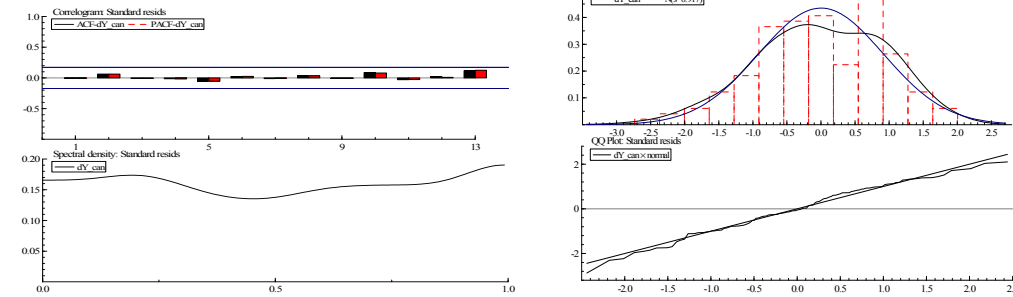 Correlogram: Standard resids
1.0
ACF-dY_can PACF-dY_can
0.5
0.0
-0.5
1 5 9 13
Spectral density: Standard resids
0.20
dY_can
0.15
0.10
0.05
0.0 0.5 1.0
0.4
0.3
0.2
0.1
-3.0 -2.5 -2.0 -1.5 -1.0 -0.5 0.0 0.5 1.0 1.5 2.0 2.5
QQ Plot: Standard resids
dY_can×normal
2
0
-2
-2.0 -1.5 -1.0 -0.5 0.0 0.5 1.0 1.5 2.0